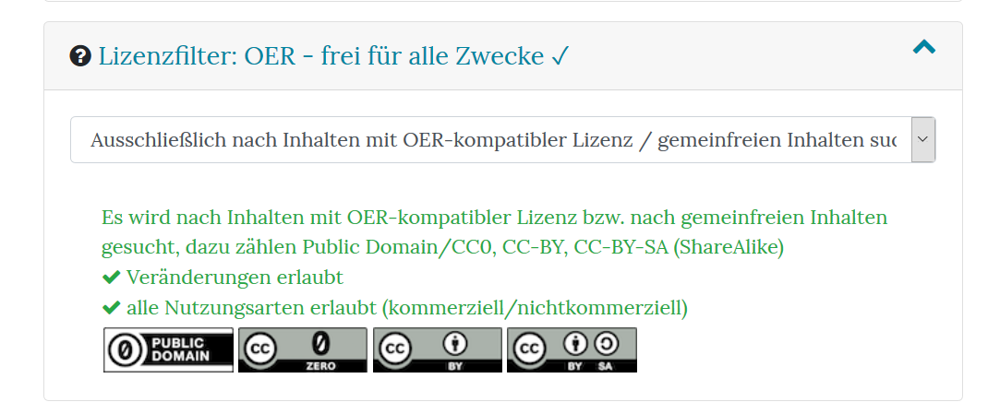 Lizenzfilter: OER - frei für alle Zwecke ✓
Ausschließlich nach Inhalten mit OER-kompatibler Lizenz / gemeinfreien Inhalten
Es wird nach Inhalten mit OER-kompatibler Lizenz bzw. nach gemeinfreien Inhalten
gesucht, dazu zählen Public Domain/CC0, CC-BY, CC-BY-SA (ShareAlike)
✔ Veränderungen erlaubt
✔ alle Nutzungsarten erlaubt (kommerziell/nichtkommerziell)
0 PUBLIC DOMAIN cc 0 ZERO cc BY cc BY SA